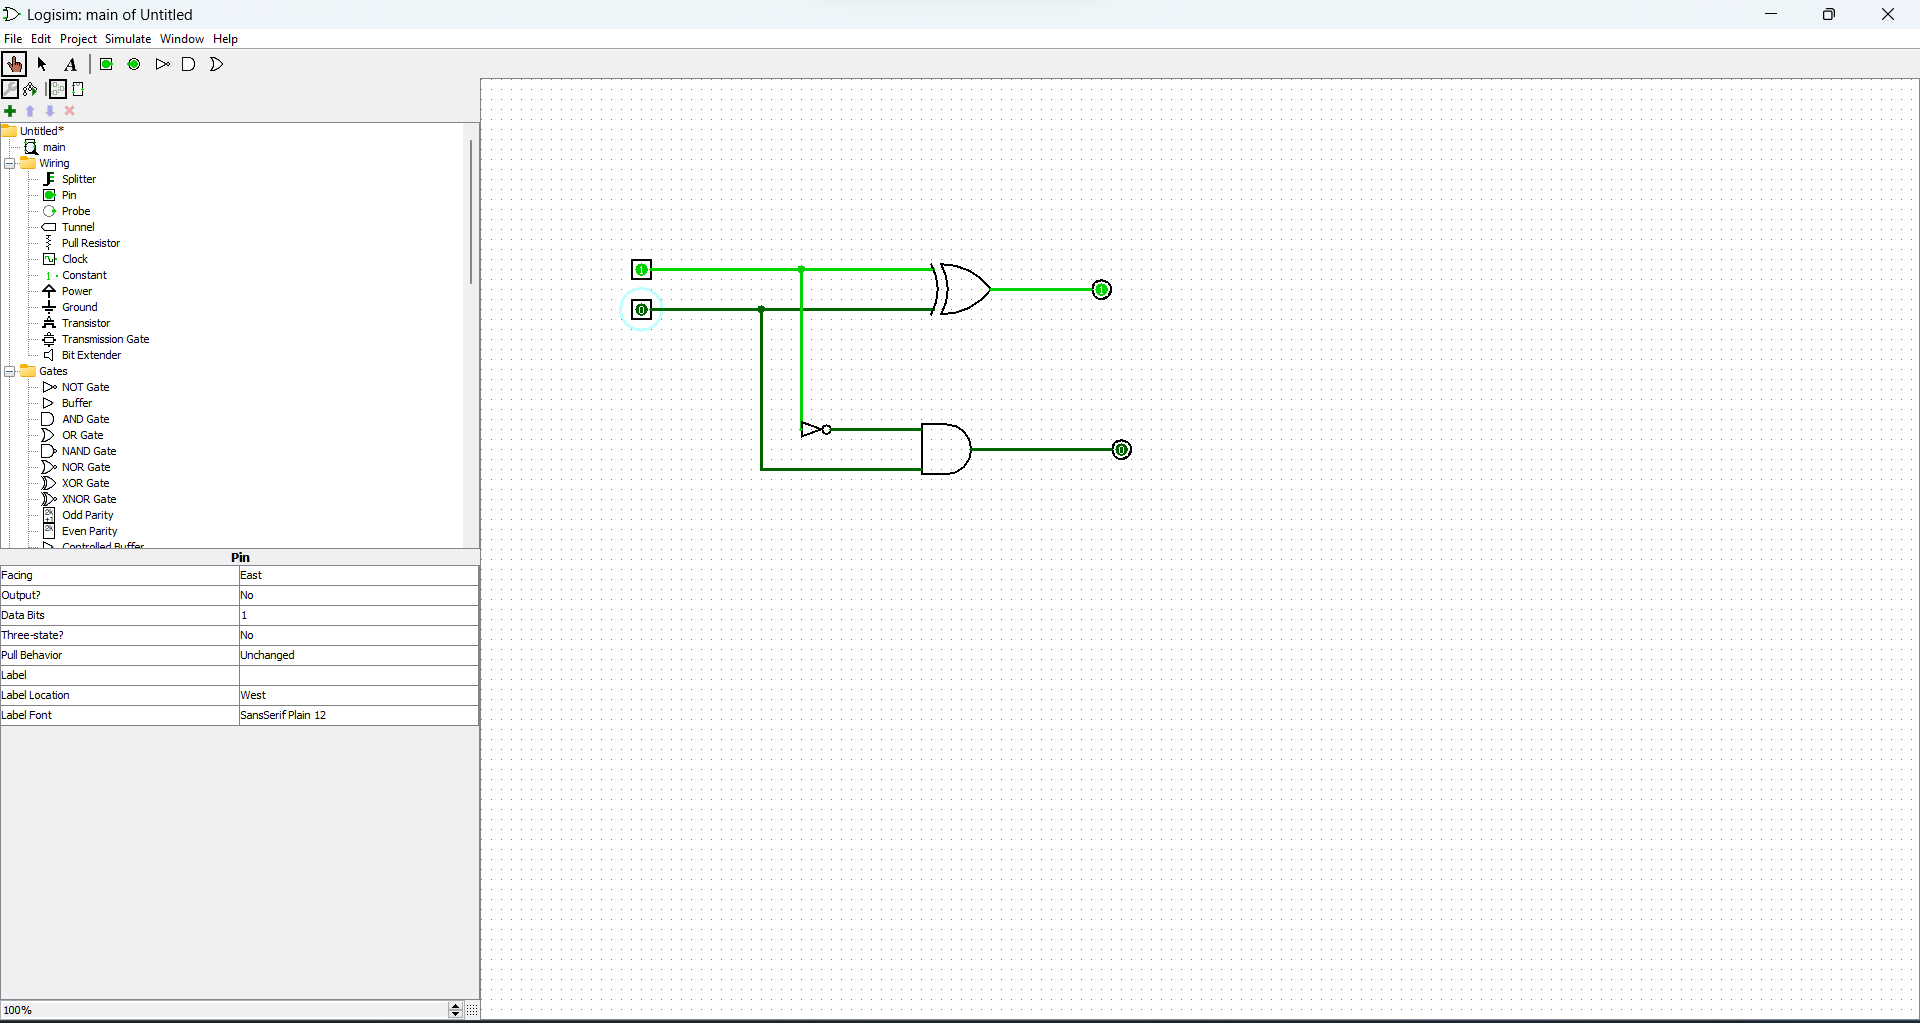 Logisim: main of Untitled
File Edit Project Simulate Window Help
A
Untitled*
main
Wiring
Splitter
Pin
Probe
Tunnel
Pull Resistor
Clock
1 Constant
Power
Ground
Transistor
Transmission Gate
Bit Extender
Gates
NOT Gate
Buffer
AND Gate
OR Gate
NAND Gate
NOR Gate
XOR Gate
XNOR Gate
2k+1 Odd Parity
2k Even Parity
Controlled Buffer
Pin
Facing East
Output? No
Data Bits 1
Three-state? No
Pull Behavior Unchanged
Label
Label Location West
Label Font SansSerif Plain 12
100%
1
0
1
0